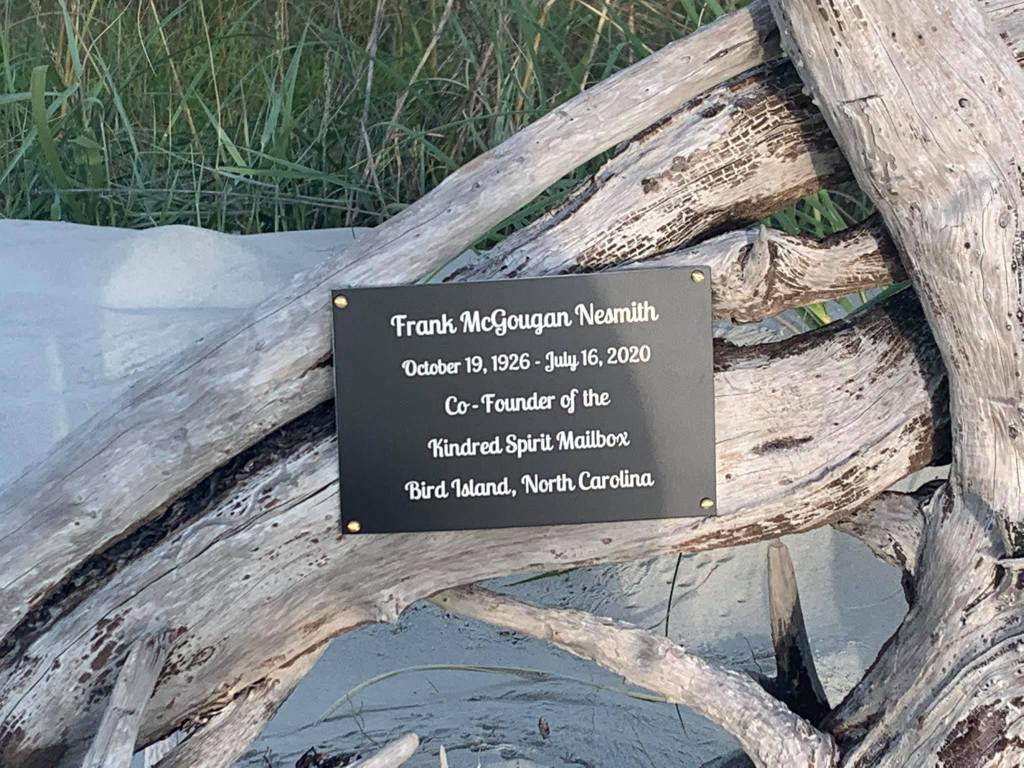 Frank McGougan Nesmith
October 19, 1926 - July 16, 2020
Co-Founder of the
Kindred Spirit Mailbox
Bird Island, North Carolina